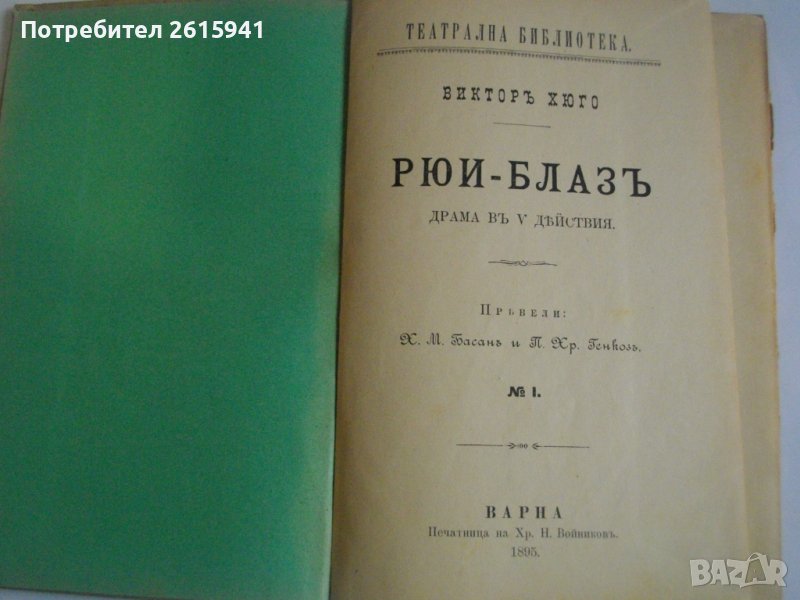 Потребител 2615941
ТЕАТРАЛНА БИБЛИОТЕКА.
ВИКТОРЪ ХЮГО
РЮИ-БЛАЗЪ
ДРАМА ВЪ V ДѢЙСТВИЯ.
ПРѢВЕЛИ:
Х. М. Басанъ и П. Хр. Генковъ.
№ I.
ВАРНА
Печатница на Хр. Н. Войниковъ.
1895.
BAZAR